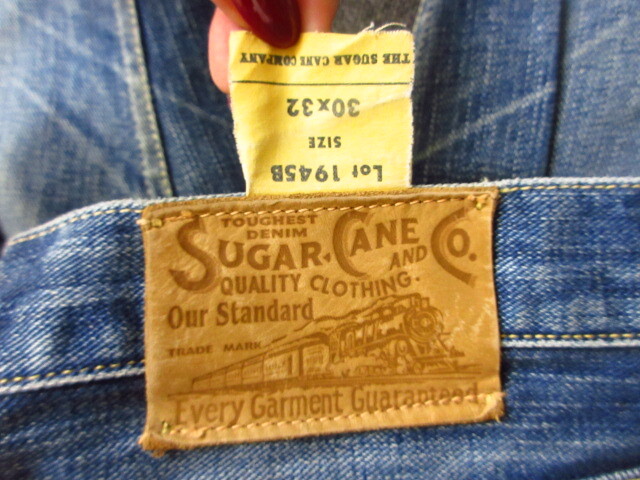 THE SUGAR CANE COMPANY
30x32
SIZE
Lot 1945B
TOUGHEST
DENIM
SUGAR.CANE AND CO.
QUALITY CLOTHING.
Our Standard
TRADE MARK
Every Garment Guaranteed